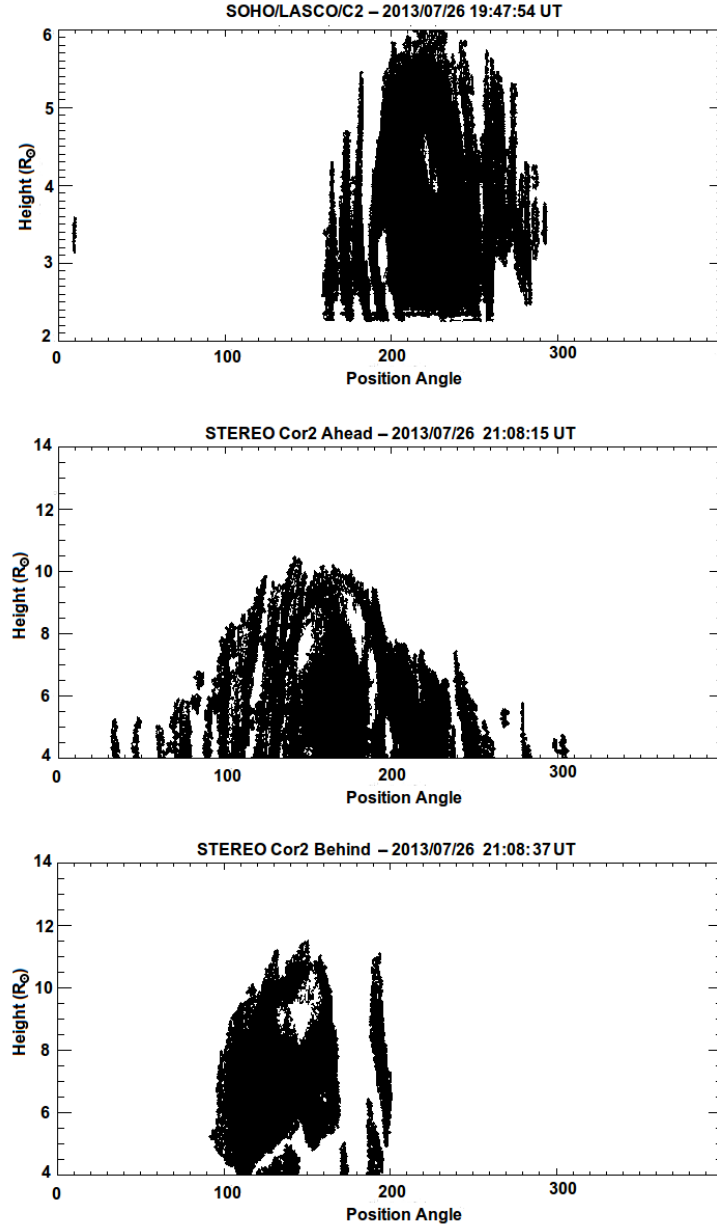 SOHO/LASCO/C2 – 2013/07/26 19:47:54 UT
6
5
4
3
2
Height (R⊙)
0 100 200 300
Position Angle
STEREO Cor2 Ahead – 2013/07/26 21:08:15 UT
14
12
10
8
6
4
Height (R⊙)
0 100 200 300
Position Angle
STEREO Cor2 Behind – 2013/07/26 21:08:37 UT
14
12
10
8
6
4
Height (R⊙)
0 100 200 300
Position Angle